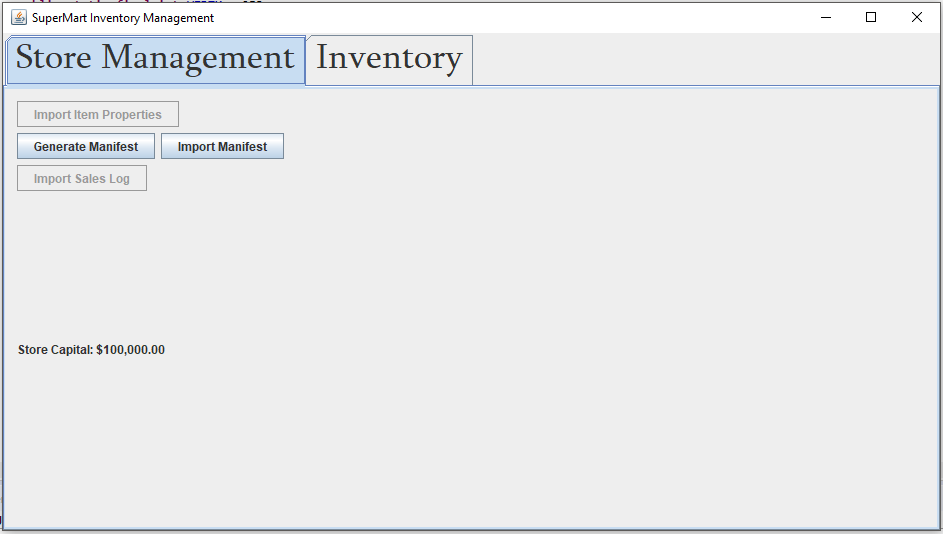 SuperMart Inventory Management
Store Management Inventory
Import Item Properties
Generate Manifest Import Manifest
Import Sales Log
Store Capital: $100,000.00